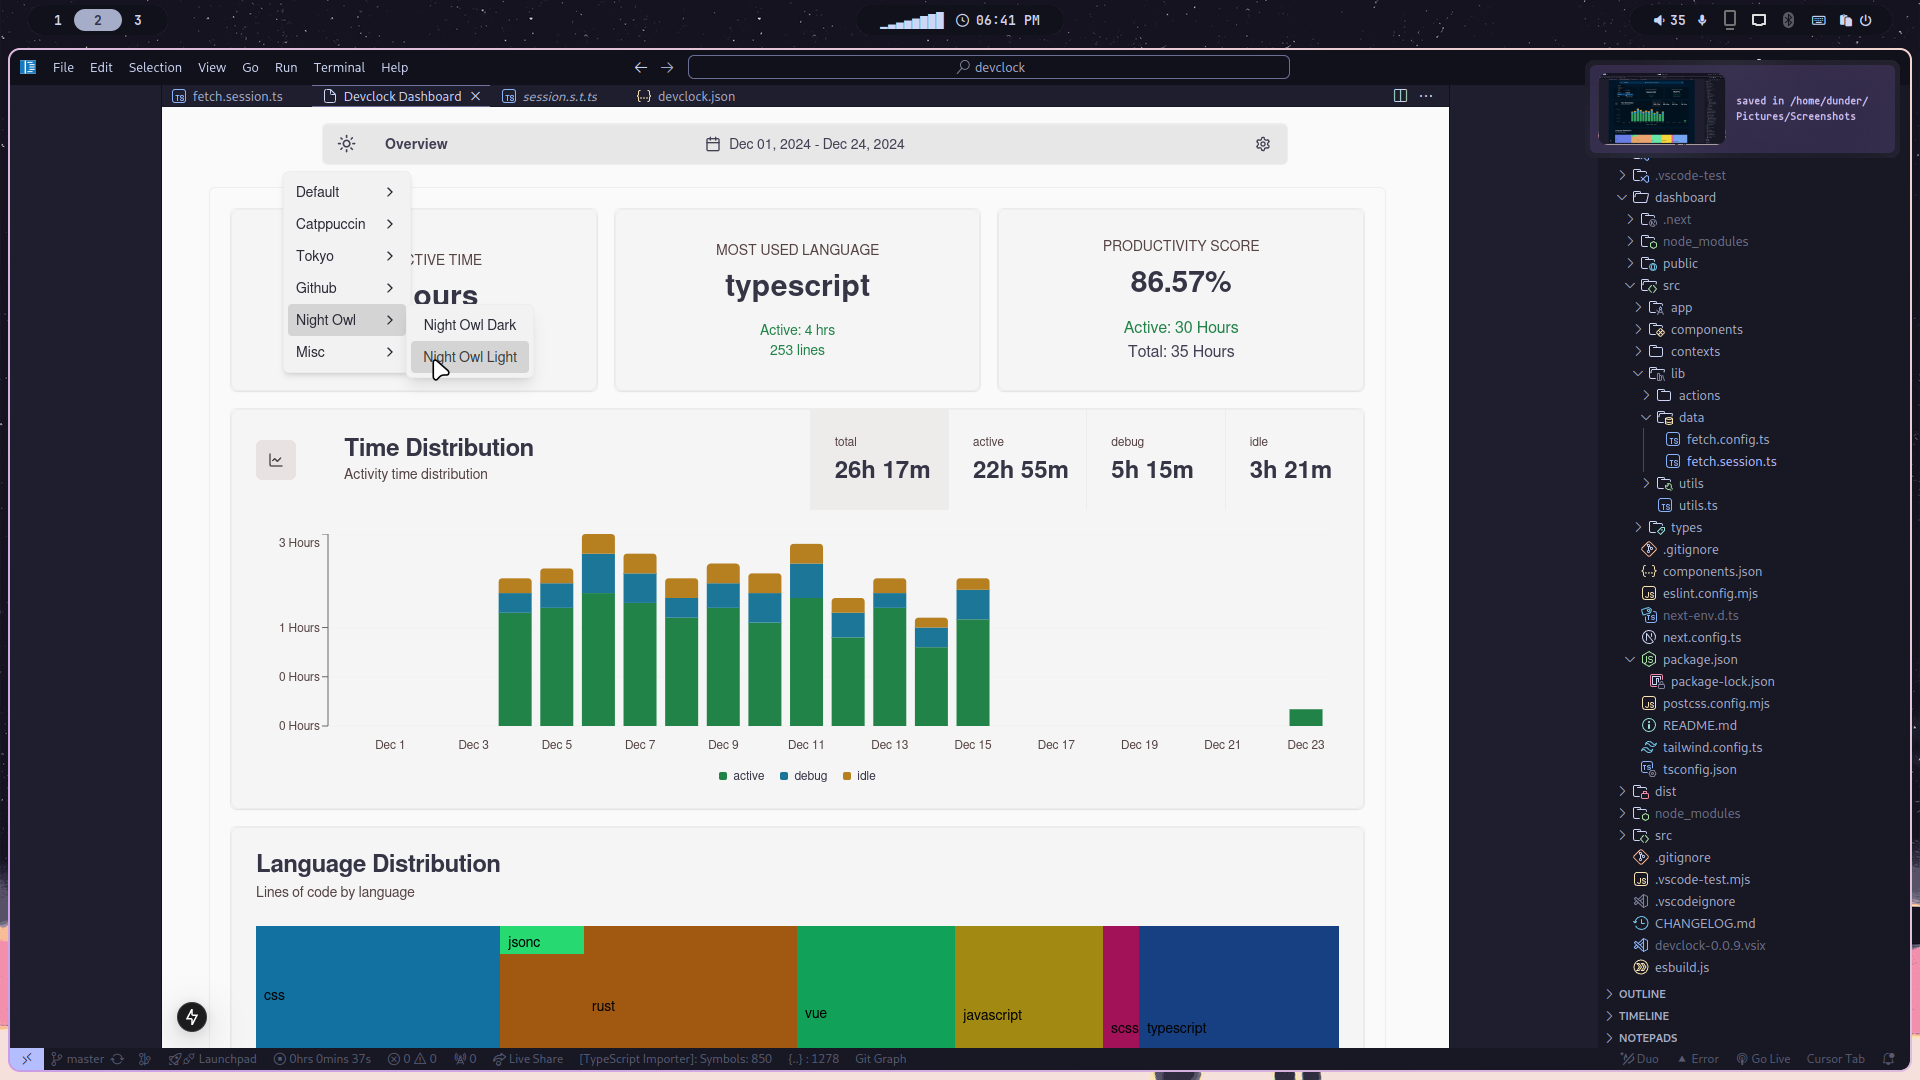 1 2 3
06:41 PM
35
File Edit Selection View Go Run Terminal Help
devclock
fetch.session.ts
Devclock Dashboard
session.s.t.ts
devclock.json
saved in /home/dunder/
Pictures/Screenshots
Overview
Dec 01, 2024 - Dec 24, 2024
Default
Catppuccin
Tokyo
Github
Night Owl
Misc
Night Owl Dark
Night Owl Light
CTIVE TIME
ours
MOST USED LANGUAGE
typescript
Active: 4 hrs
253 lines
PRODUCTIVITY SCORE
86.57%
Active: 30 Hours
Total: 35 Hours
Time Distribution
Activity time distribution
total
26h 17m
active
22h 55m
debug
5h 15m
idle
3h 21m
3 Hours
1 Hours
0 Hours
0 Hours
Dec 1 Dec 3 Dec 5 Dec 7 Dec 9 Dec 11 Dec 13 Dec 15 Dec 17 Dec 19 Dec 21 Dec 23
active debug idle
Language Distribution
Lines of code by language
css
jsonc
rust
vue
javascript
scss
typescript
.vscode-test
dashboard
.next
node_modules
public
src
app
components
contexts
lib
actions
data
fetch.config.ts
fetch.session.ts
utils
utils.ts
types
.gitignore
components.json
eslint.config.mjs
next-env.d.ts
next.config.ts
package.json
package-lock.json
postcss.config.mjs
README.md
tailwind.config.ts
tsconfig.json
dist
node_modules
src
.gitignore
.vscode-test.mjs
.vscodeignore
CHANGELOG.md
devclock-0.0.9.vsix
esbuild.js
OUTLINE
TIMELINE
NOTEPADS
master
Launchpad
0hrs 0mins 37s
0 0
0
Live Share
[TypeScript Importer]: Symbols: 850
{..} : 1278
Git Graph
Duo
Error
Go Live
Cursor Tab